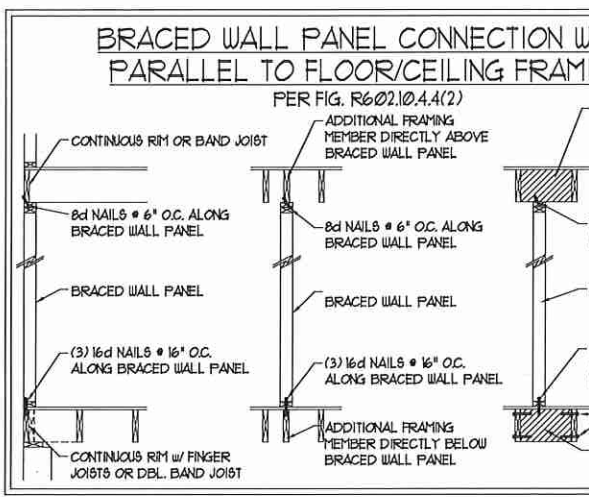 BRACED WALL PANEL CONNECTION W
PARALLEL TO FLOOR/CEILING FRAM
PER FIG. R602.10.4.4(2)
CONTINUOUS RIM OR BAND JOIST
8d NAILS @ 6" O.C. ALONG
BRACED WALL PANEL
BRACED WALL PANEL
(3) 16d NAILS @ 16" O.C.
ALONG BRACED WALL PANEL
CONTINUOUS RIM W/ FINGER
JOISTS OR DBL. BAND JOIST
ADDITIONAL FRAMING
MEMBER DIRECTLY ABOVE
BRACED WALL PANEL
8d NAILS @ 6" O.C. ALONG
BRACED WALL PANEL
BRACED WALL PANEL
(3) 16d NAILS @ 16" O.C.
ALONG BRACED WALL PANEL
ADDITIONAL FRAMING
MEMBER DIRECTLY BELOW
BRACED WALL PANEL